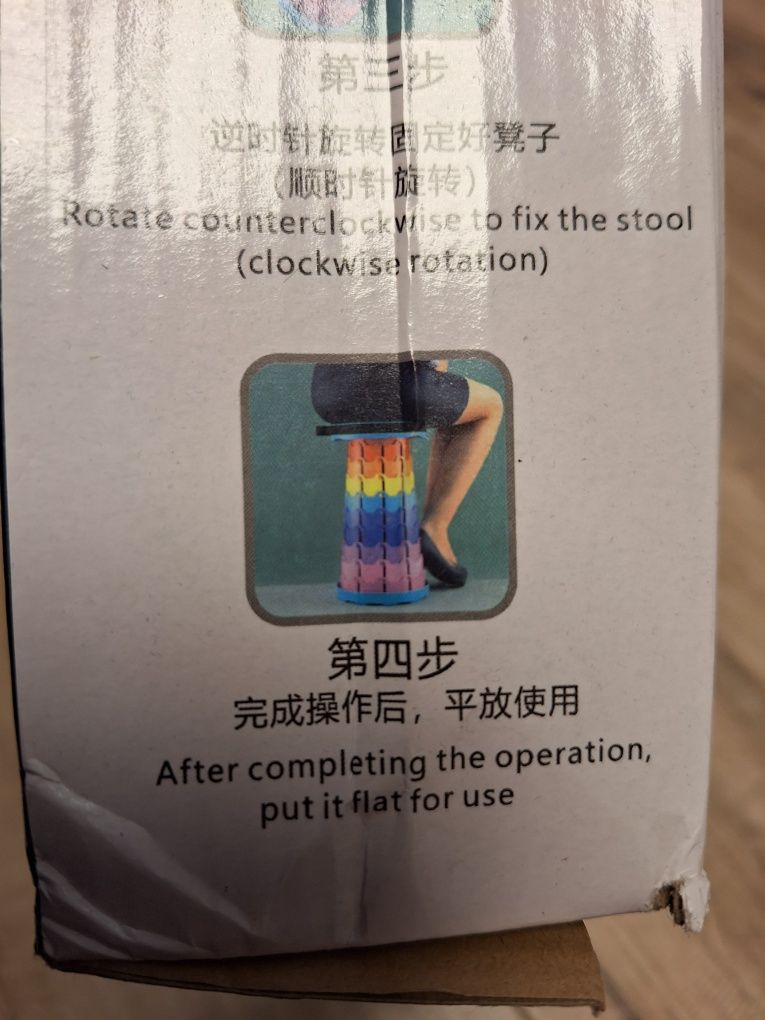 第三步
逆时针旋转固定好凳子
（顺时针旋转）
Rotate counterclockwise to fix the stool
(clockwise rotation)
第四步
完成操作后，平放使用
After completing the operation,
put it flat for use